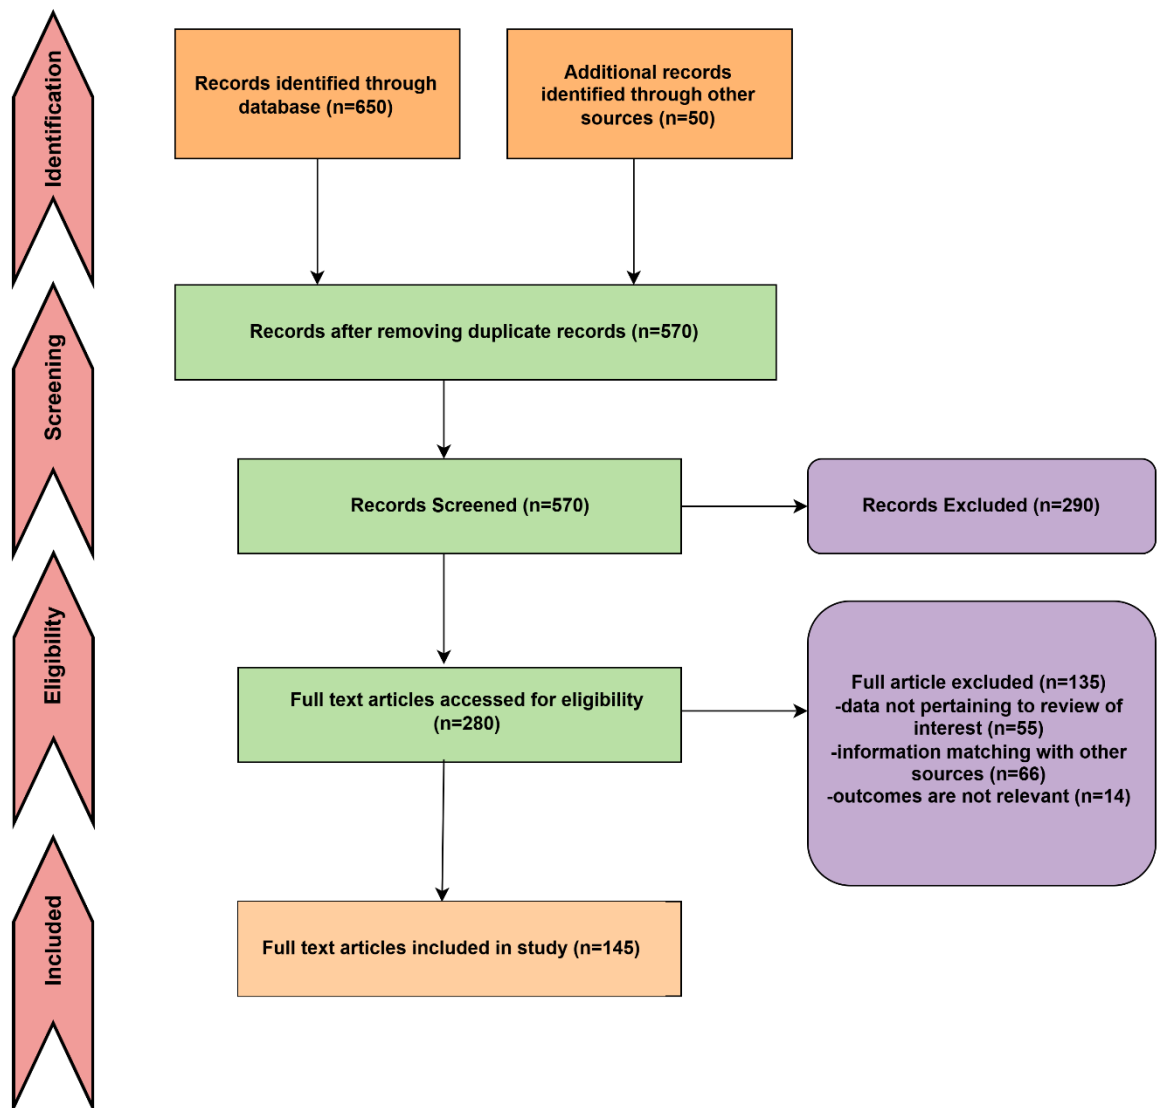 Identification
Records identified through
database (n=650)
Additional records
identified through other
sources (n=50)
Screening
Records after removing duplicate records (n=570)
Records Screened (n=570)
Records Excluded (n=290)
Eligibility
Full text articles accessed for eligibility
(n=280)
Full article excluded (n=135)
-data not pertaining to review of
interest (n=55)
-information matching with other
sources (n=66)
-outcomes are not relevant (n=14)
Included
Full text articles included in study (n=145)